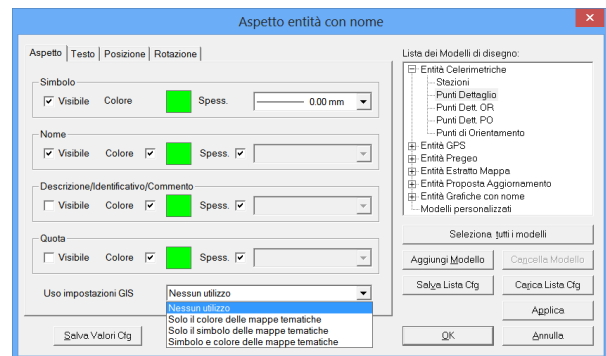 Aspetto entità con nome
Aspetto Testo Posizione Rotazione
Simbolo
Visibile Colore Spess. 0.00 mm
Nome
Visibile Colore Spess.
Descrizione/Identificativo/Commento
Visibile Colore Spess.
Quota
Visibile Colore Spess.
Uso impostazioni GIS Nessun utilizzo
Nessun utilizzo
Solo il colore delle mappe tematiche
Solo il simbolo delle mappe tematiche
Simbolo e colore delle mappe tematiche
Salva Valori Cfg
Lista dei Modelli di disegno:
Entità Celerimetriche
Stazioni
Punti Dettaglio
Punti Dett. OR
Punti Dett. PO
Punti di Orientamento
Entità GPS
Entità Pregeo
Entità Estratto Mappa
Entità Proposta Aggiornamento
Entità Grafiche con nome
Modelli personalizzati
Seleziona tutti i modelli
Aggiungi Modello Cancella Modello
Salva Lista Cfg Carica Lista Cfg
Applica
OK Annulla